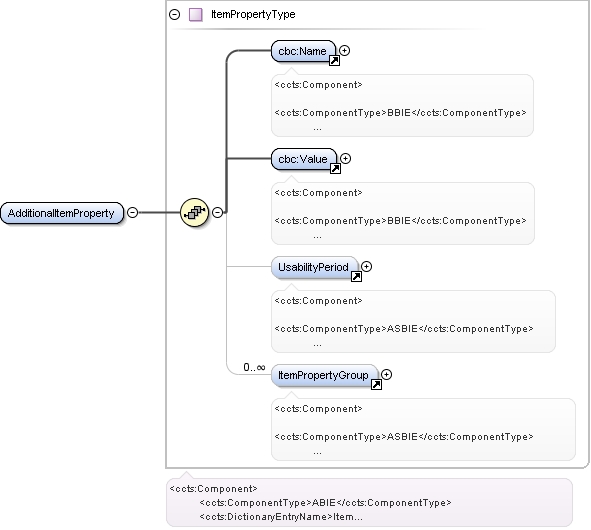 ItemPropertyType
cbc:Name
<ccts:Component>
<ccts:ComponentType>BBIE</ccts:ComponentType>
...
cbc:Value
<ccts:Component>
<ccts:ComponentType>BBIE</ccts:ComponentType>
...
AdditionalItemProperty
UsabilityPeriod
<ccts:Component>
<ccts:ComponentType>ASBIE</ccts:ComponentType>
...
0..∞
ItemPropertyGroup
<ccts:Component>
<ccts:ComponentType>ASBIE</ccts:ComponentType>
...
<ccts:Component>
<ccts:ComponentType>ABIE</ccts:ComponentType>
<ccts:DictionaryEntryName>Item...